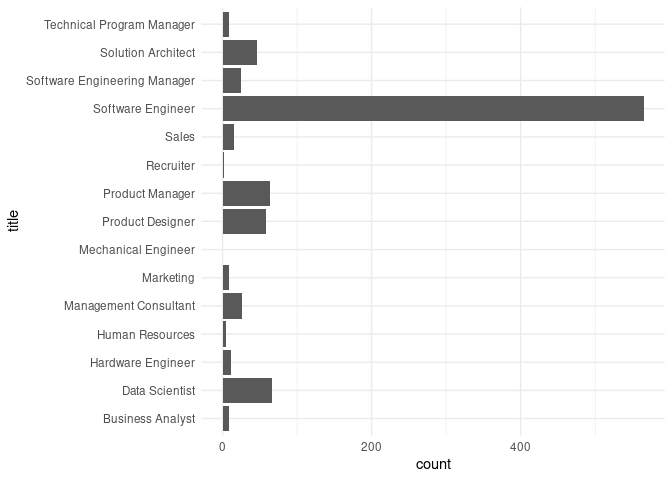 Technical Program Manager
Solution Architect
Software Engineering Manager
Software Engineer
Sales
Recruiter
Product Manager
Product Designer
Mechanical Engineer
Marketing
Management Consultant
Human Resources
Hardware Engineer
Data Scientist
Business Analyst
title
0 200 400
count